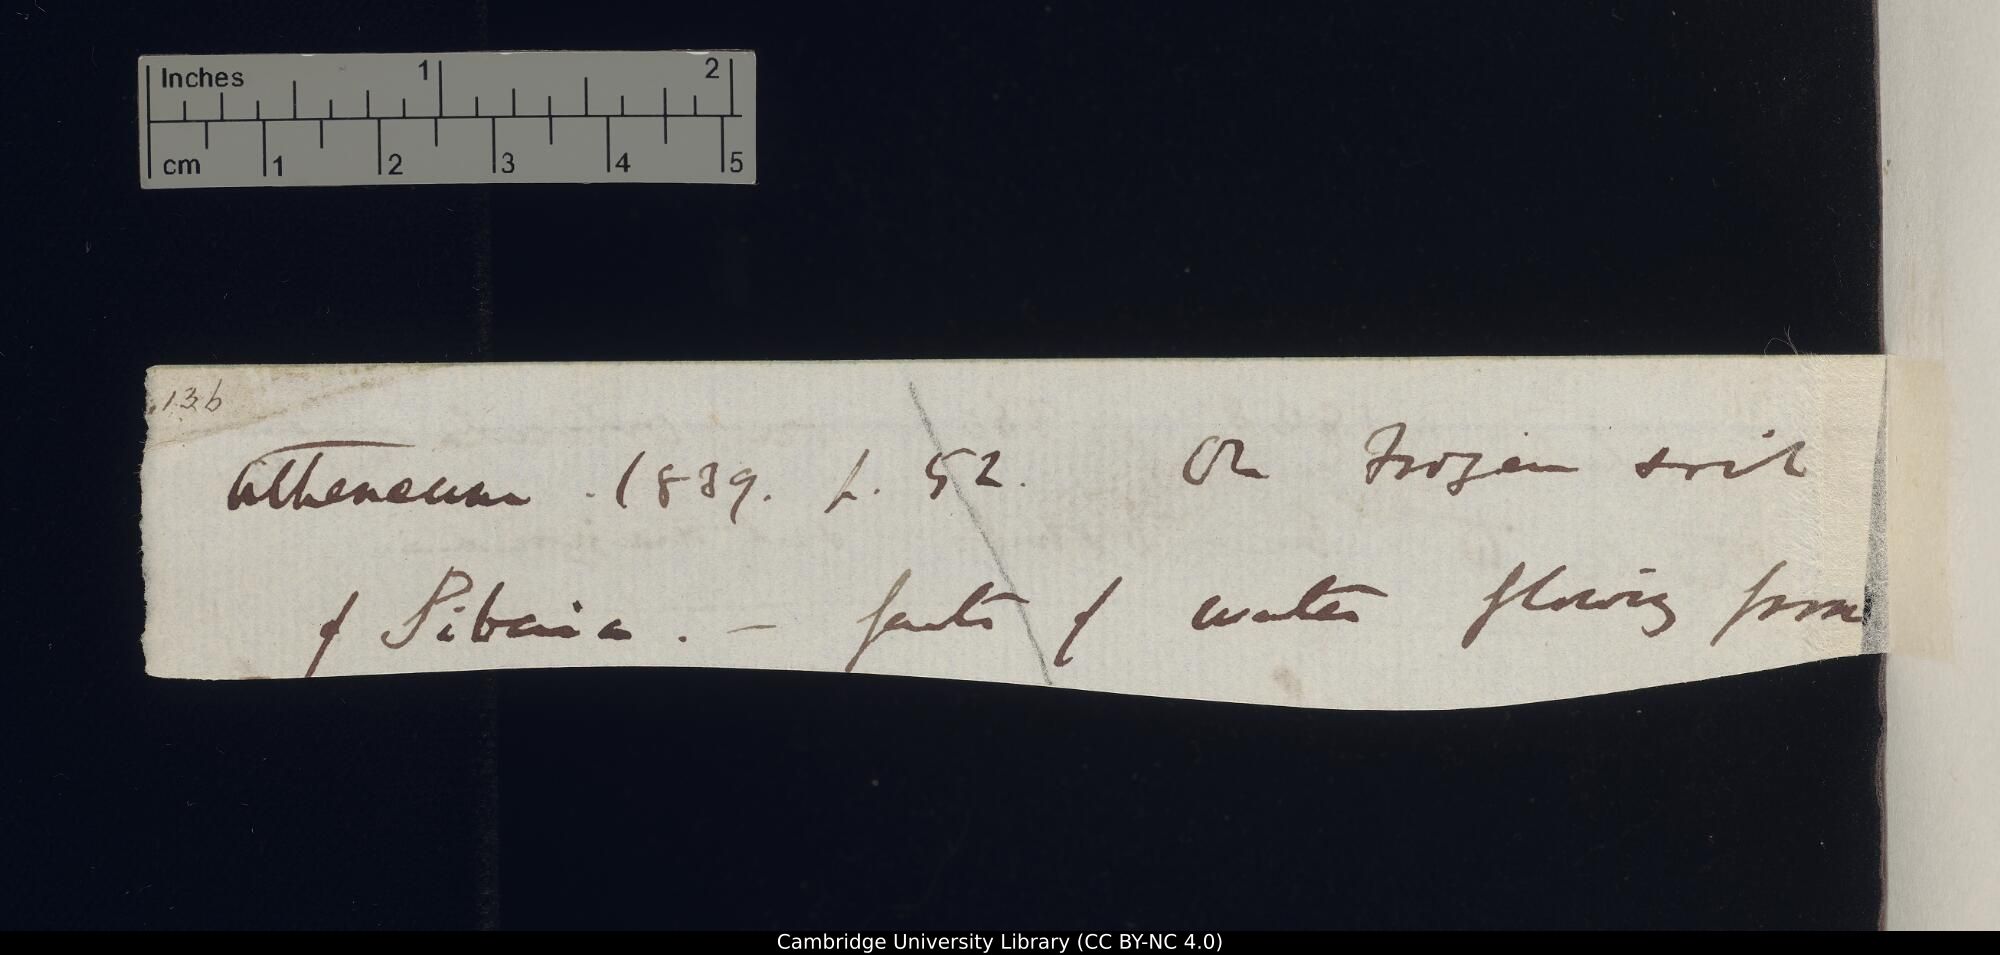 Inches 1 2
cm 1 2 3 4 5
136
Atheneum . 1839. p. 52. On Frozen soil
of Siberia . — facts of water flowing from
Cambridge University Library (CC BY-NC 4.0)